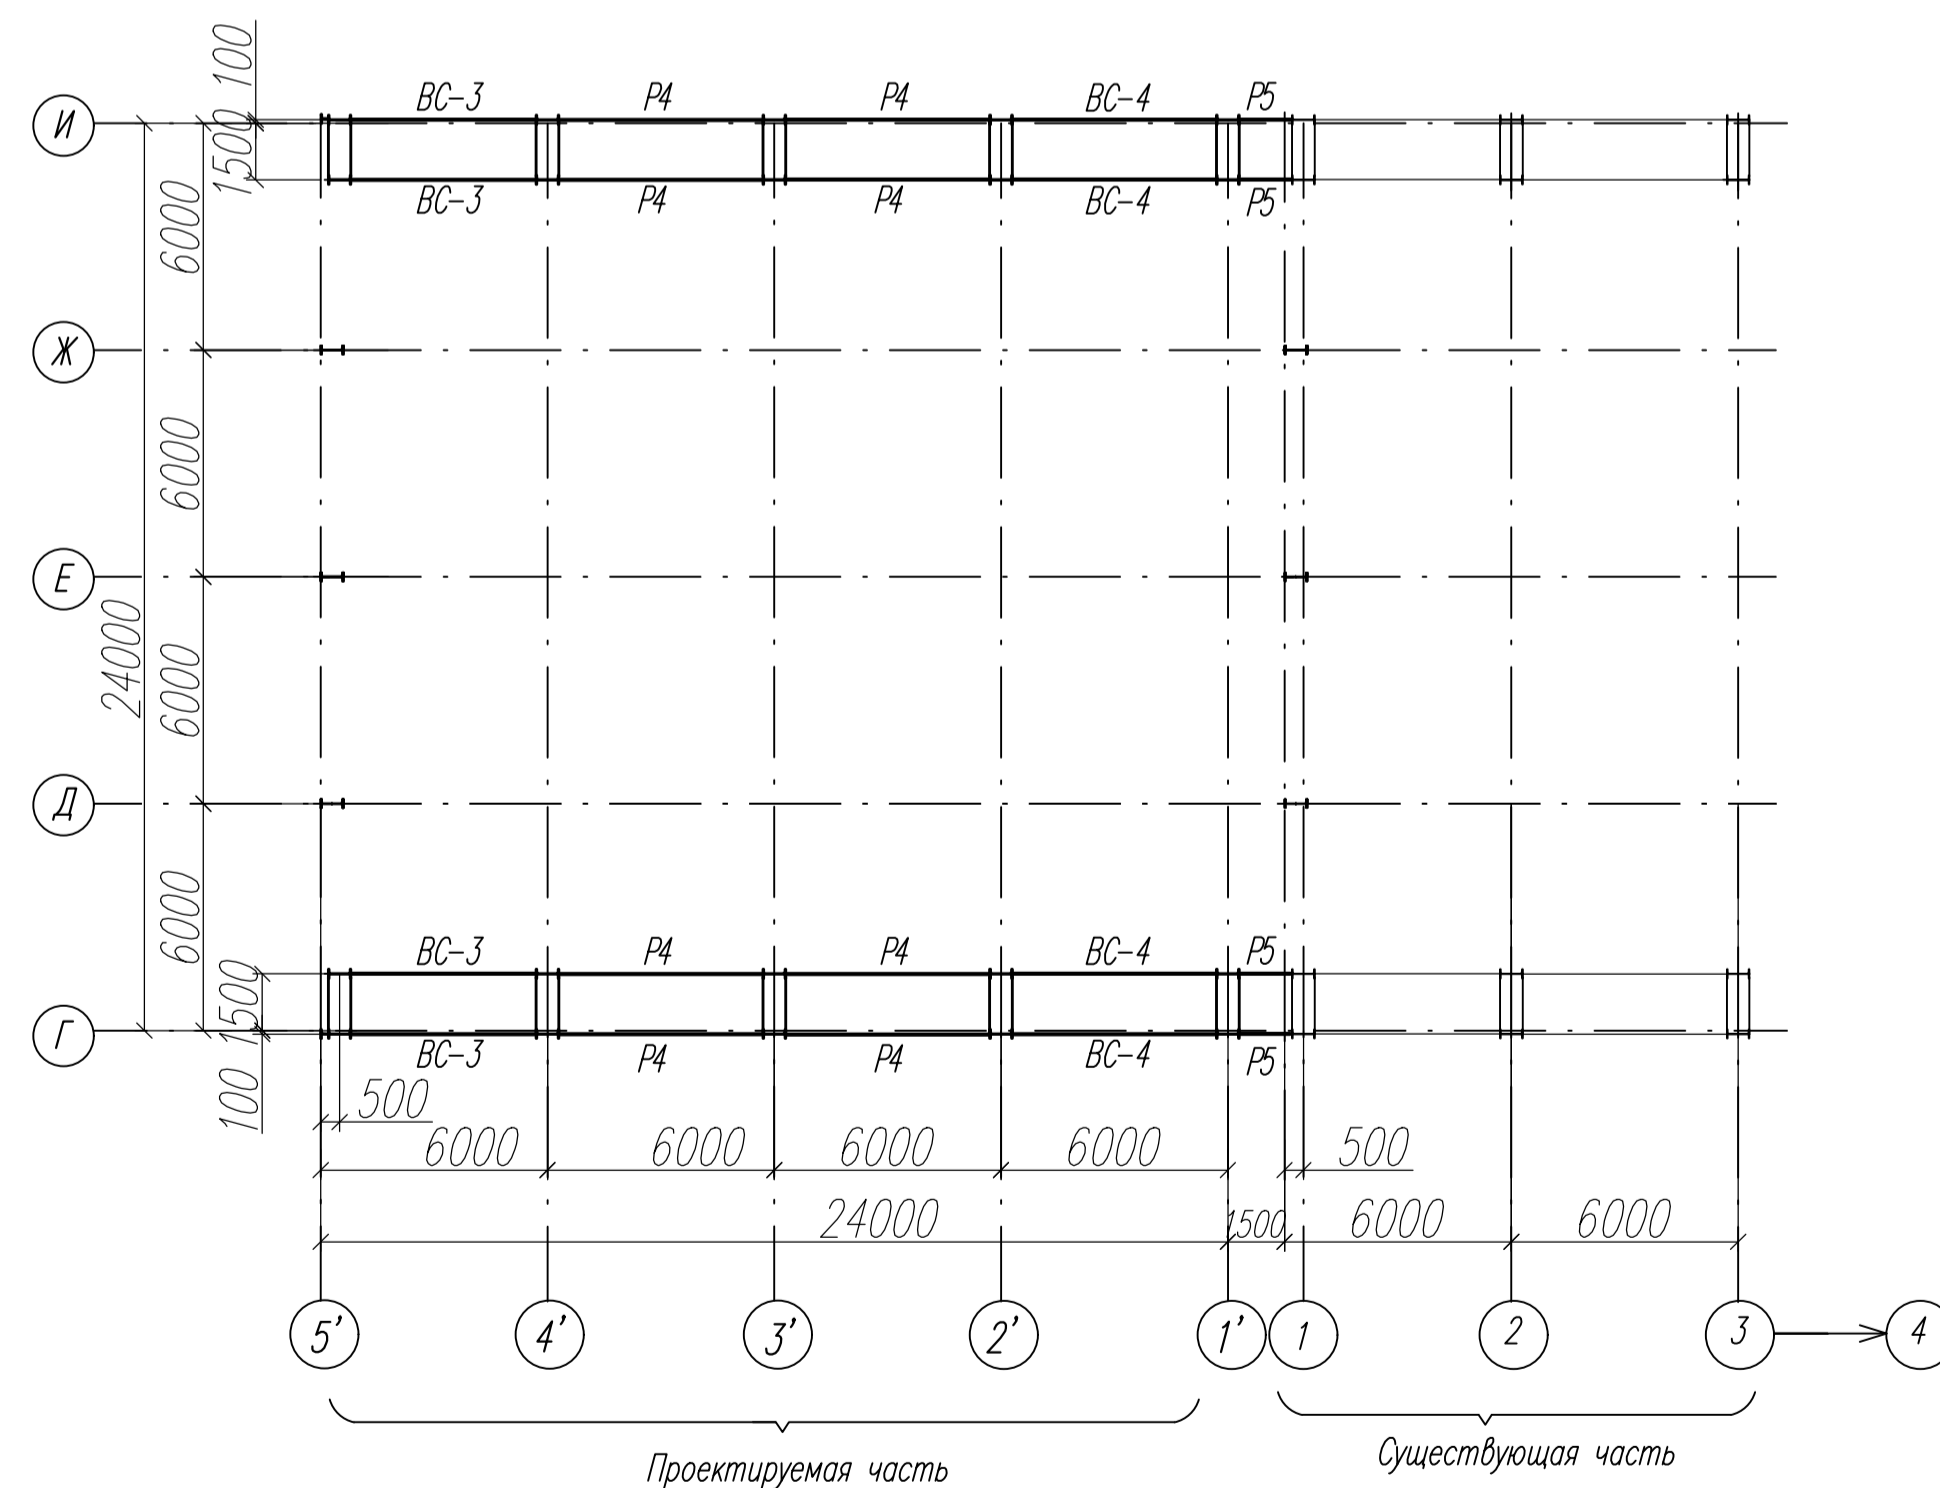 100
ВС-3 Р4 Р4 ВС-4 Р5
И
1500
ВС-3 Р4 Р4 ВС-4 Р5
6000
Ж
6000
Е
24000
6000
Д
6000
ВС-3 Р4 Р4 ВС-4 Р5
1500
Г
ВС-3 Р4 Р4 ВС-4 Р5
100
500
6000 6000 6000 6000 500
24000 1500 6000 6000
5' 4' 3' 2' 1' 1 2 3 4
Проектируемая часть
Существующая часть